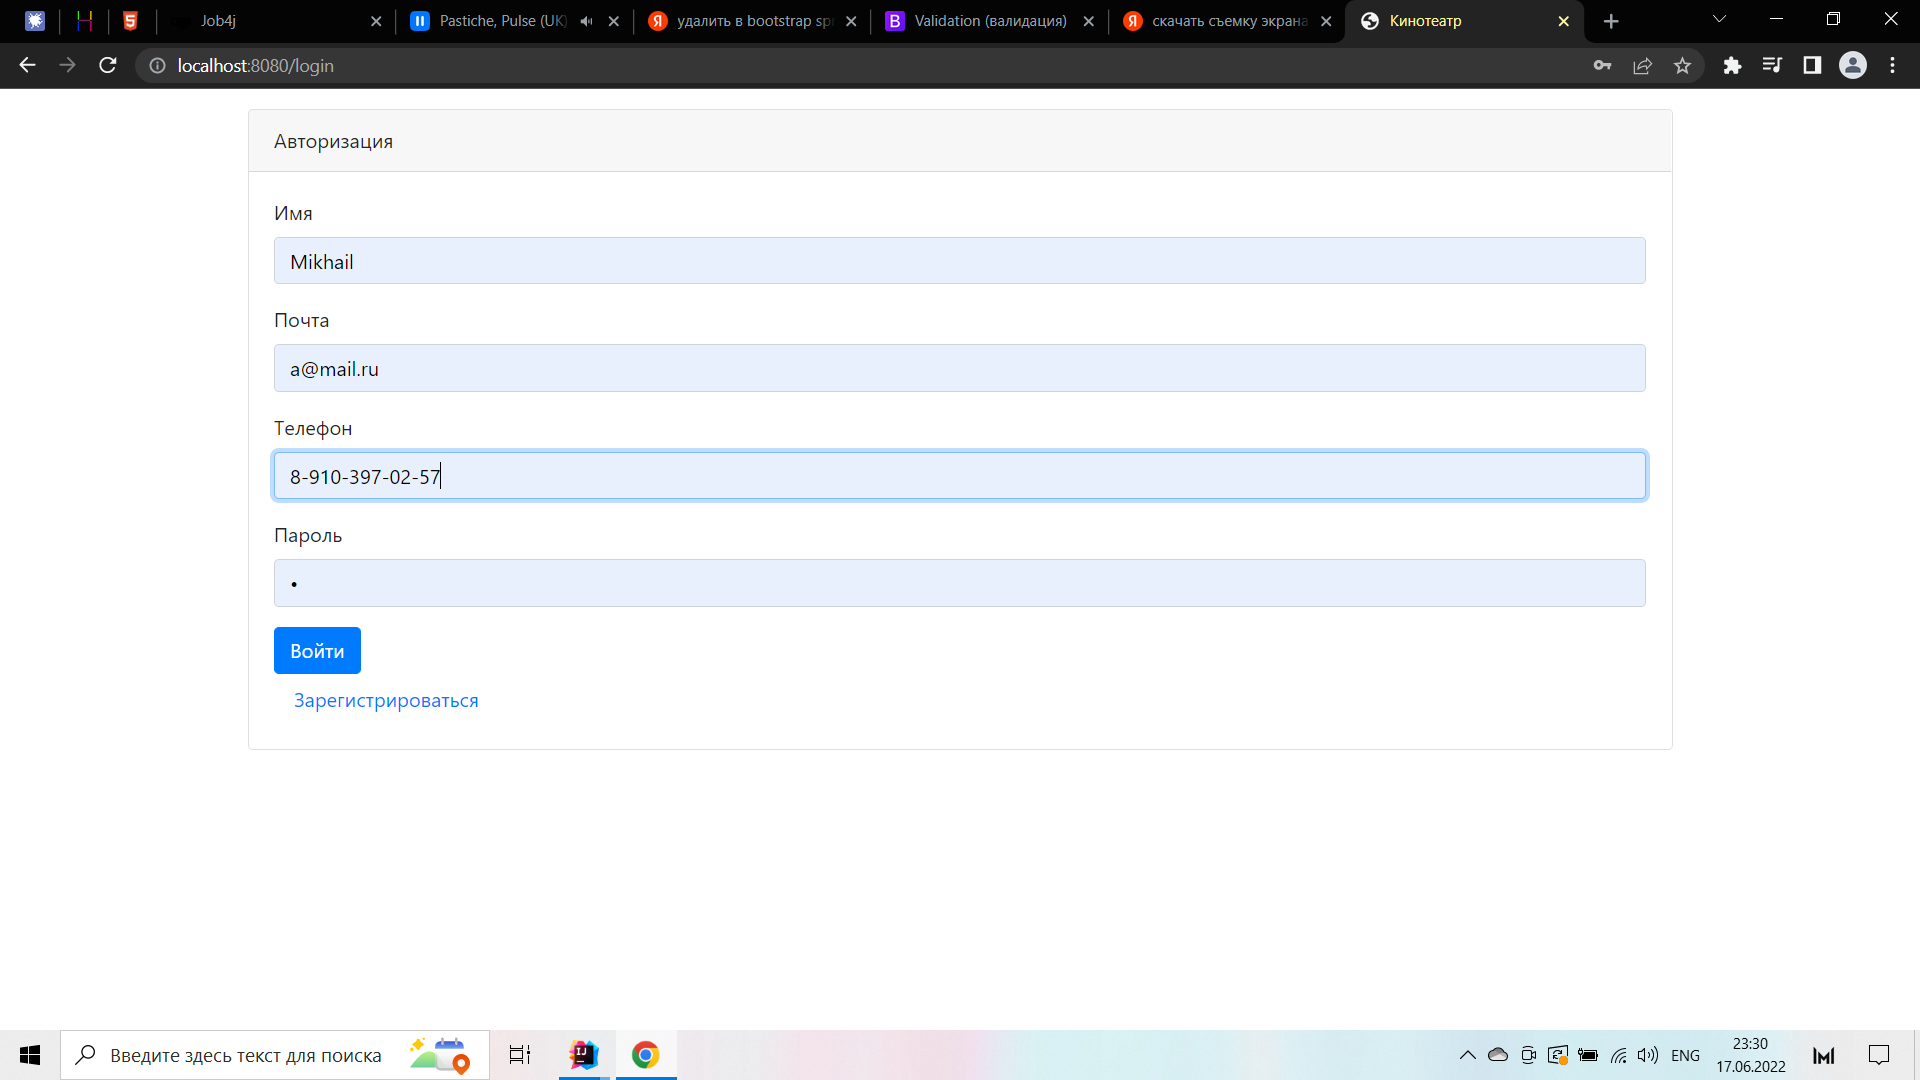 Job4j
Pastiche, Pulse (UK)
удалить в bootstrap spr
Validation (валидация)
скачать съемку экрана
Кинотеатр
localhost:8080/login
Авторизация
Имя
Mikhail
Почта
a@mail.ru
Телефон
8-910-397-02-57
Пароль
Войти
Зарегистрироваться
Введите здесь текст для поиска
ENG
23:30
17.06.2022